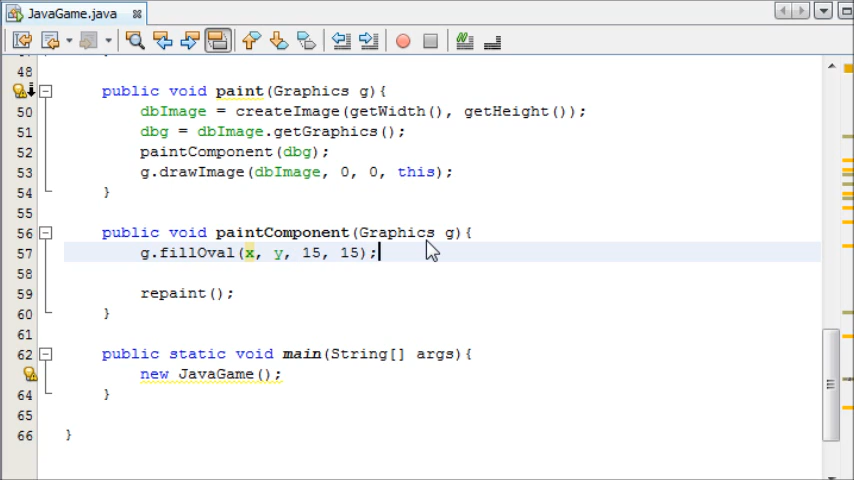 JavaGame.java
48
public void paint(Graphics g){
50 dbImage = createImage(getWidth(), getHeight());
51 dbg = dbImage.getGraphics();
52 paintComponent(dbg);
53 g.drawImage(dbImage, 0, 0, this);
54 }
55
56 public void paintComponent(Graphics g){
57 g.fillOval(x, y, 15, 15);
58
59 repaint();
60 }
61
62 public static void main(String[] args){
new JavaGame();
64 }
65
66 }